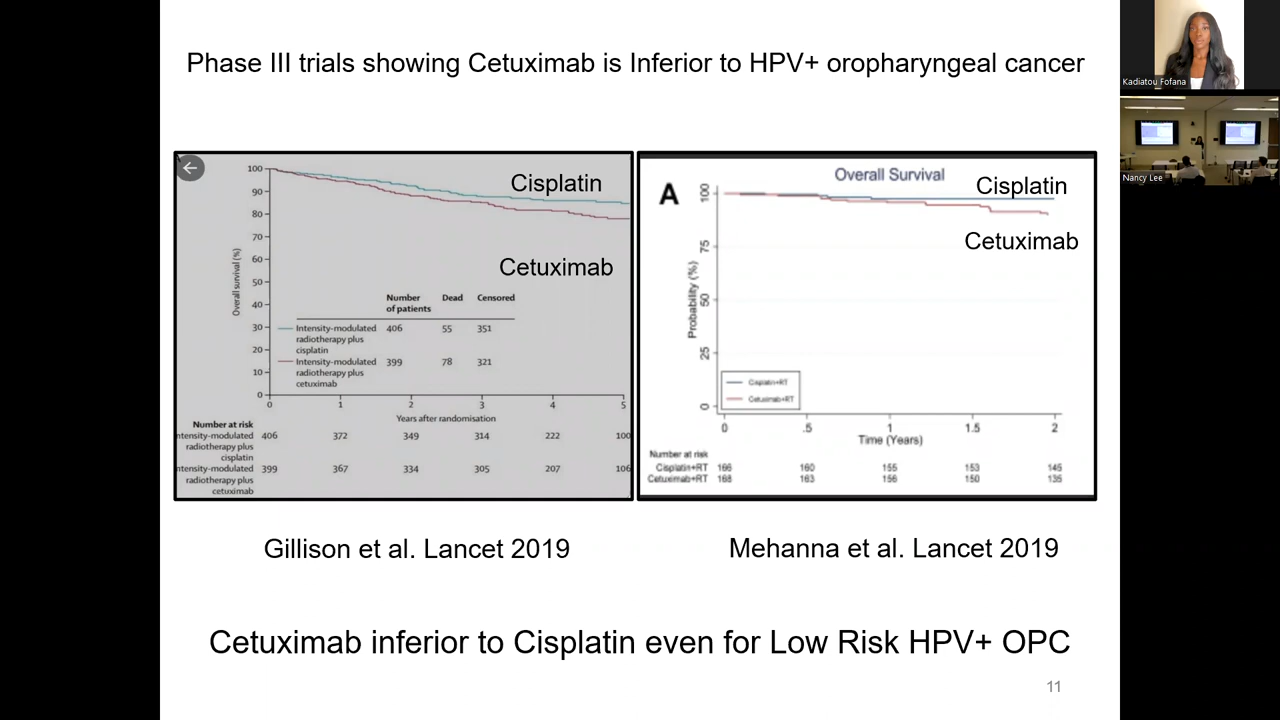 Phase III trials showing Cetuximab is Inferior to HPV+ oropharyngeal cancer
Kadiatou Fofana
Nancy Lee
100
90
80
70
60
50
40
30
20
10
0
Overall survival (%)
Cisplatin
Cetuximab
Number of patients
Dead
Censored
Intensity-modulated radiotherapy plus cisplatin
406
55
351
Intensity-modulated radiotherapy plus cetuximab
399
78
321
0 1 2 3 4 5
Years after randomisation
Number at risk
ntensity-modulated
radiotherapy plus
cisplatin
406 372 349 314 222 100
ntensity-modulated
radiotherapy plus
cetuximab
399 367 334 305 207 106
A
Overall Survival
Cisplatin
Cetuximab
100
75
50
25
0
Probability (%)
Cisplatin+RT
Cetuximab+RT
0 .5 1 1.5 2
Time (Years)
Number at risk
Cisplatin+RT 166 160 155 153 145
Cetuximab+RT 168 163 156 150 135
Gillison et al. Lancet 2019
Mehanna et al. Lancet 2019
Cetuximab inferior to Cisplatin even for Low Risk HPV+ OPC
11